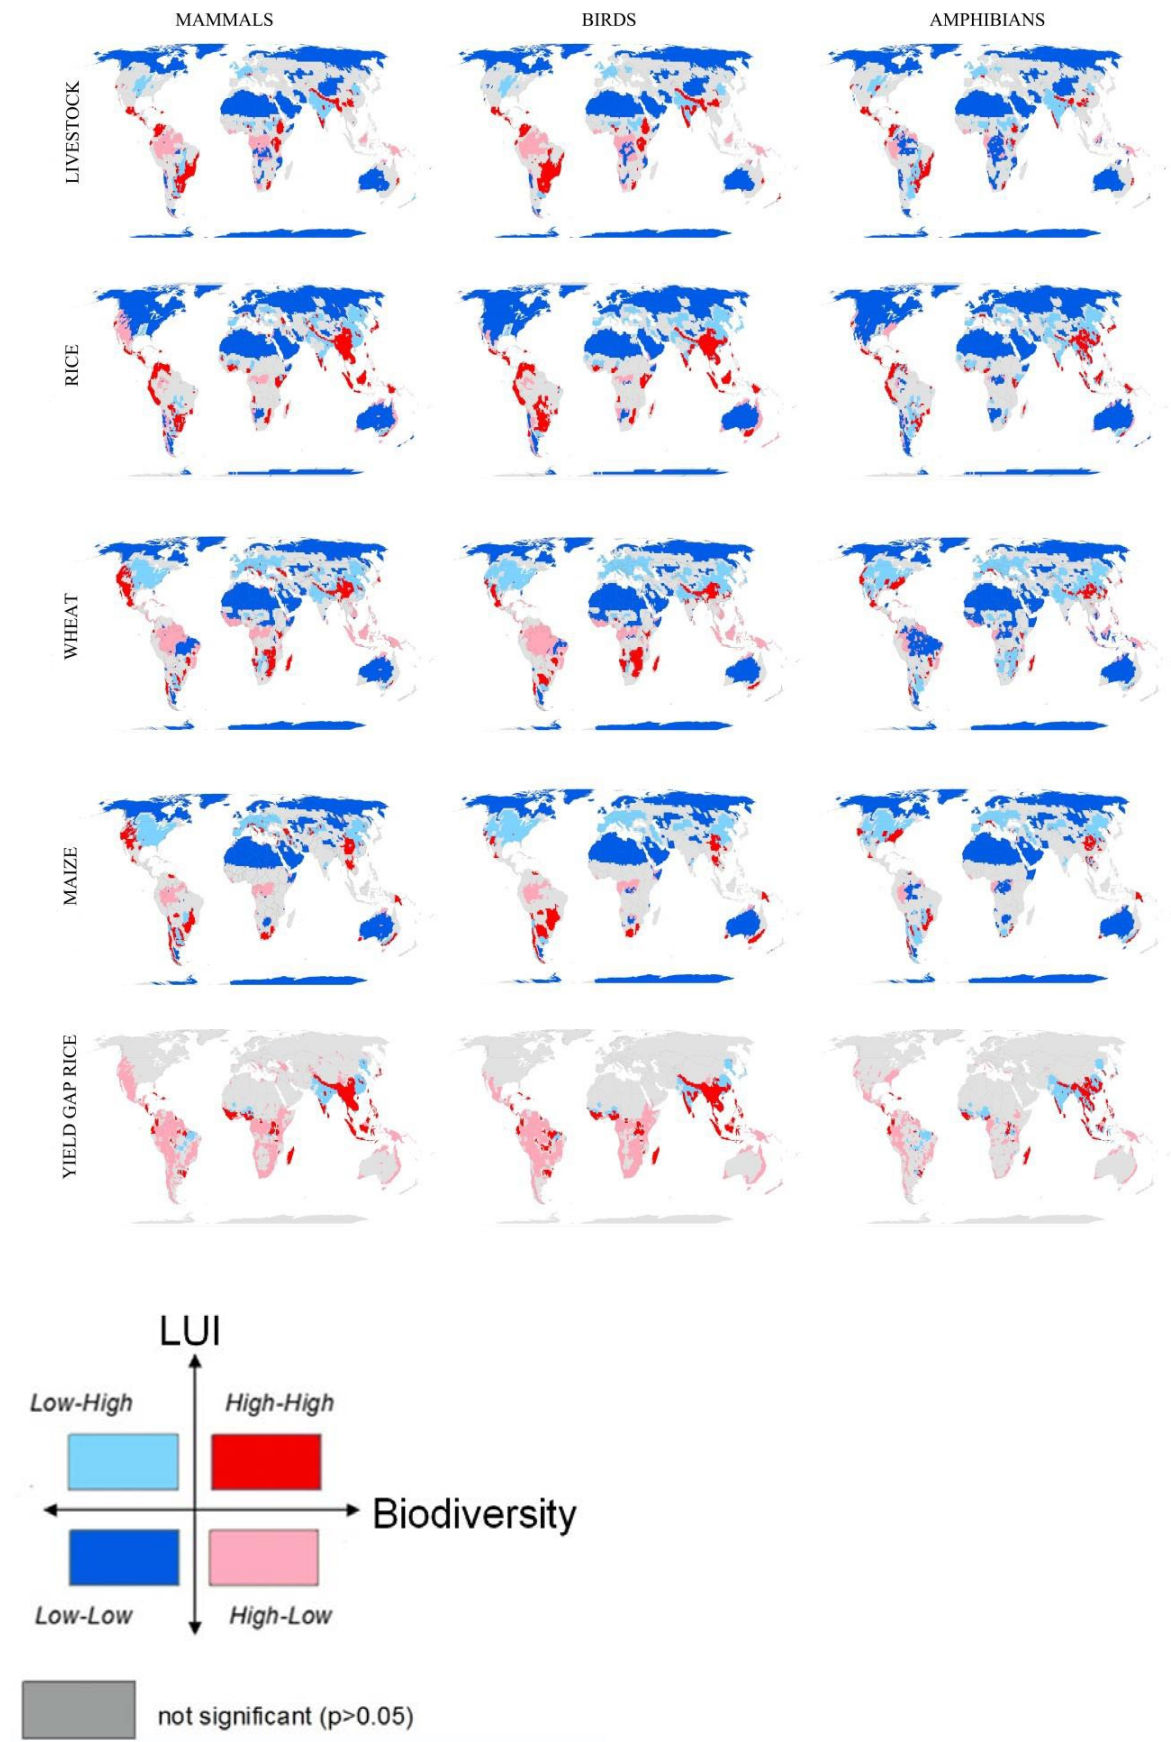 MAMMALS BIRDS AMPHIBIANS
LIVESTOCK
RICE
WHEAT
MAIZE
YIELD GAP RICE
LUI
Low-High High-High
Biodiversity
Low-Low High-Low
not significant (p>0.05)